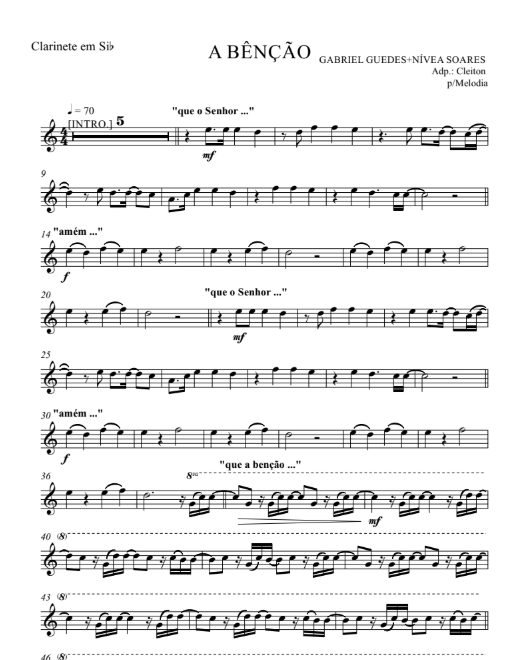 Clarinete em Si♭
A BÊNÇÃO
GABRIEL GUEDES+NÍVEA SOARES
Adp.: Cleiton
p/Melodia
♩ = 70
"que o Senhor ..."
[INTRO.] 5
4/4
mf
9
14 "amém ..."
f
20
"que o Senhor ..."
mf
25
30 "amém ..."
f
36
8va
"que a benção ..."
mf
40 (8)
43 (8)
46 (8)